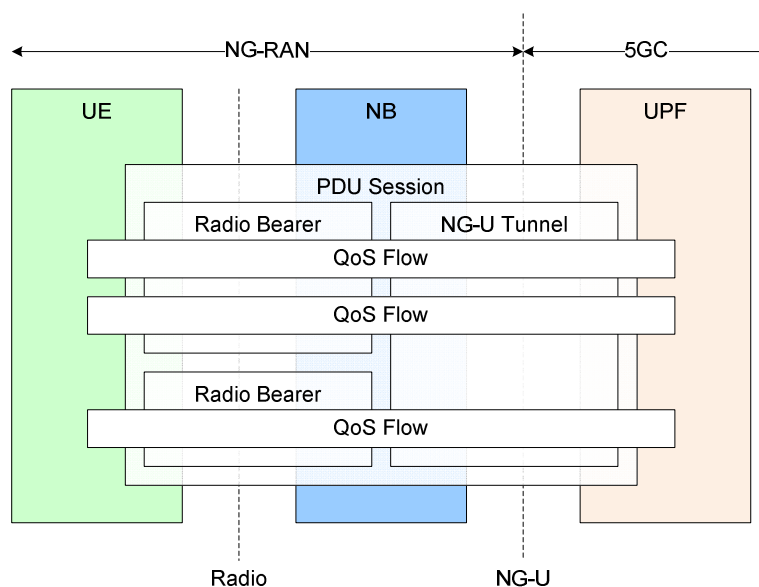 NG-RAN 5GC
UE NB UPF
PDU Session
Radio Bearer NG-U Tunnel
QoS Flow
QoS Flow
Radio Bearer
QoS Flow
Radio NG-U